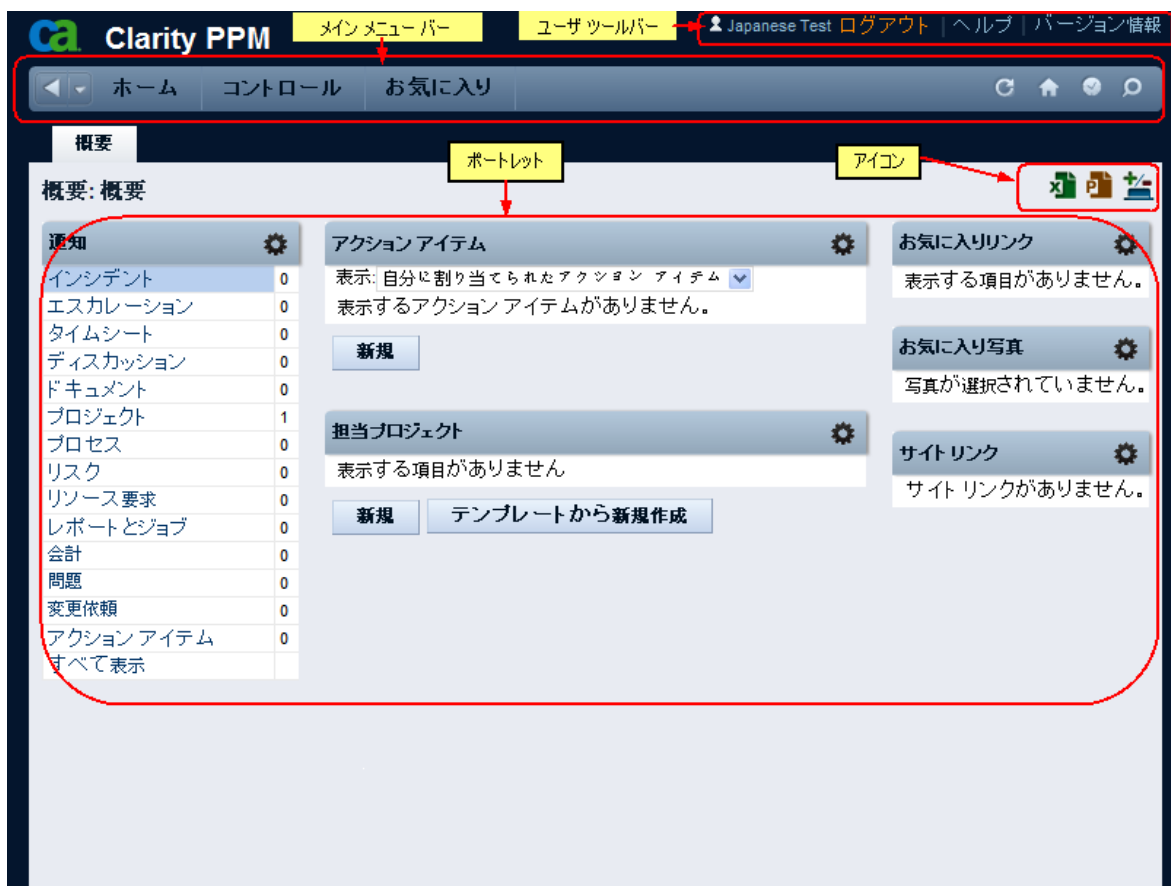 ca Clarity PPM
メイン メニュー バー
ユーザ ツールバー
Japanese Test ログアウト | ヘルプ | バージョン情報
ホーム コントロール お気に入り
概要
ポートレット
アイコン
概要: 概要
通知
インシデント 0
エスカレーション 0
タイムシート 0
ディスカッション 0
ドキュメント 0
プロジェクト 1
プロセス 0
リスク 0
リソース要求 0
レポートとジョブ 0
会計 0
問題 0
変更依頼 0
アクション アイテム 0
すべて表示
アクション アイテム
表示: 自分に割り当てられたアクション アイテム
表示するアクション アイテムがありません。
新規
担当プロジェクト
表示する項目がありません
新規 テンプレートから新規作成
お気に入りリンク
表示する項目がありません。
お気に入り写真
写真が選択されていません。
サイト リンク
サイト リンクがありません。